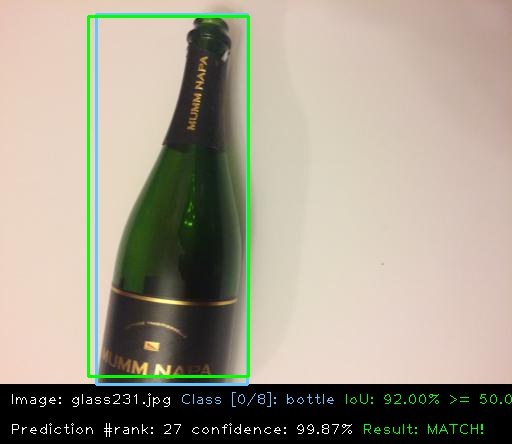 MUMM NAPA
MUMM NAPA
Image: glass231.jpg Class [0/8]: bottle IoU: 92.00% >= 50.0
Prediction #rank: 27 confidence: 99.87% Result: MATCH!